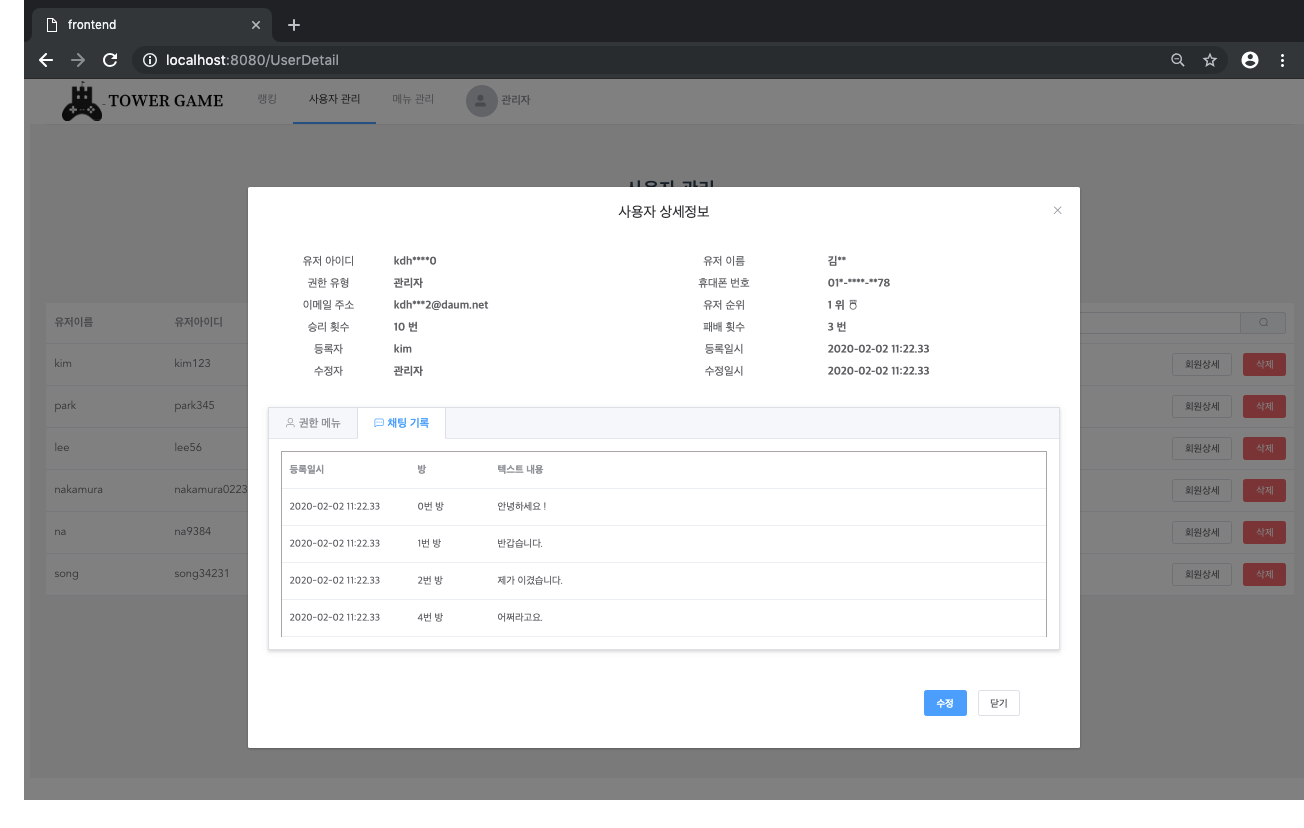 frontend
localhost:8080/UserDetail
TOWER GAME 랭킹 사용자 관리 메뉴 관리 관리자
사용자 관리
사용자 상세정보
유저 아이디 kdh****0 유저 이름 김**
권한 유형 관리자 휴대폰 번호 01*-****-**78
이메일 주소 kdh***2@daum.net 유저 순위 1 위
승리 횟수 10 번 패배 횟수 3 번
등록자 kim 등록일시 2020-02-02 11:22.33
수정자 관리자 수정일시 2020-02-02 11:22.33
권한 메뉴 채팅 기록
등록일시 방 텍스트 내용
2020-02-02 11:22.33 0번 방 안녕하세요 !
2020-02-02 11:22.33 1번 방 반갑습니다.
2020-02-02 11:22.33 2번 방 제가 이겼습니다.
2020-02-02 11:22.33 4번 방 어쩌라고요.
수정 닫기
유저이름 유저아이디
kim kim123 회원상세 삭제
park park345 회원상세 삭제
lee lee56 회원상세 삭제
nakamura nakamura0223 회원상세 삭제
na na9384 회원상세 삭제
song song34231 회원상세 삭제